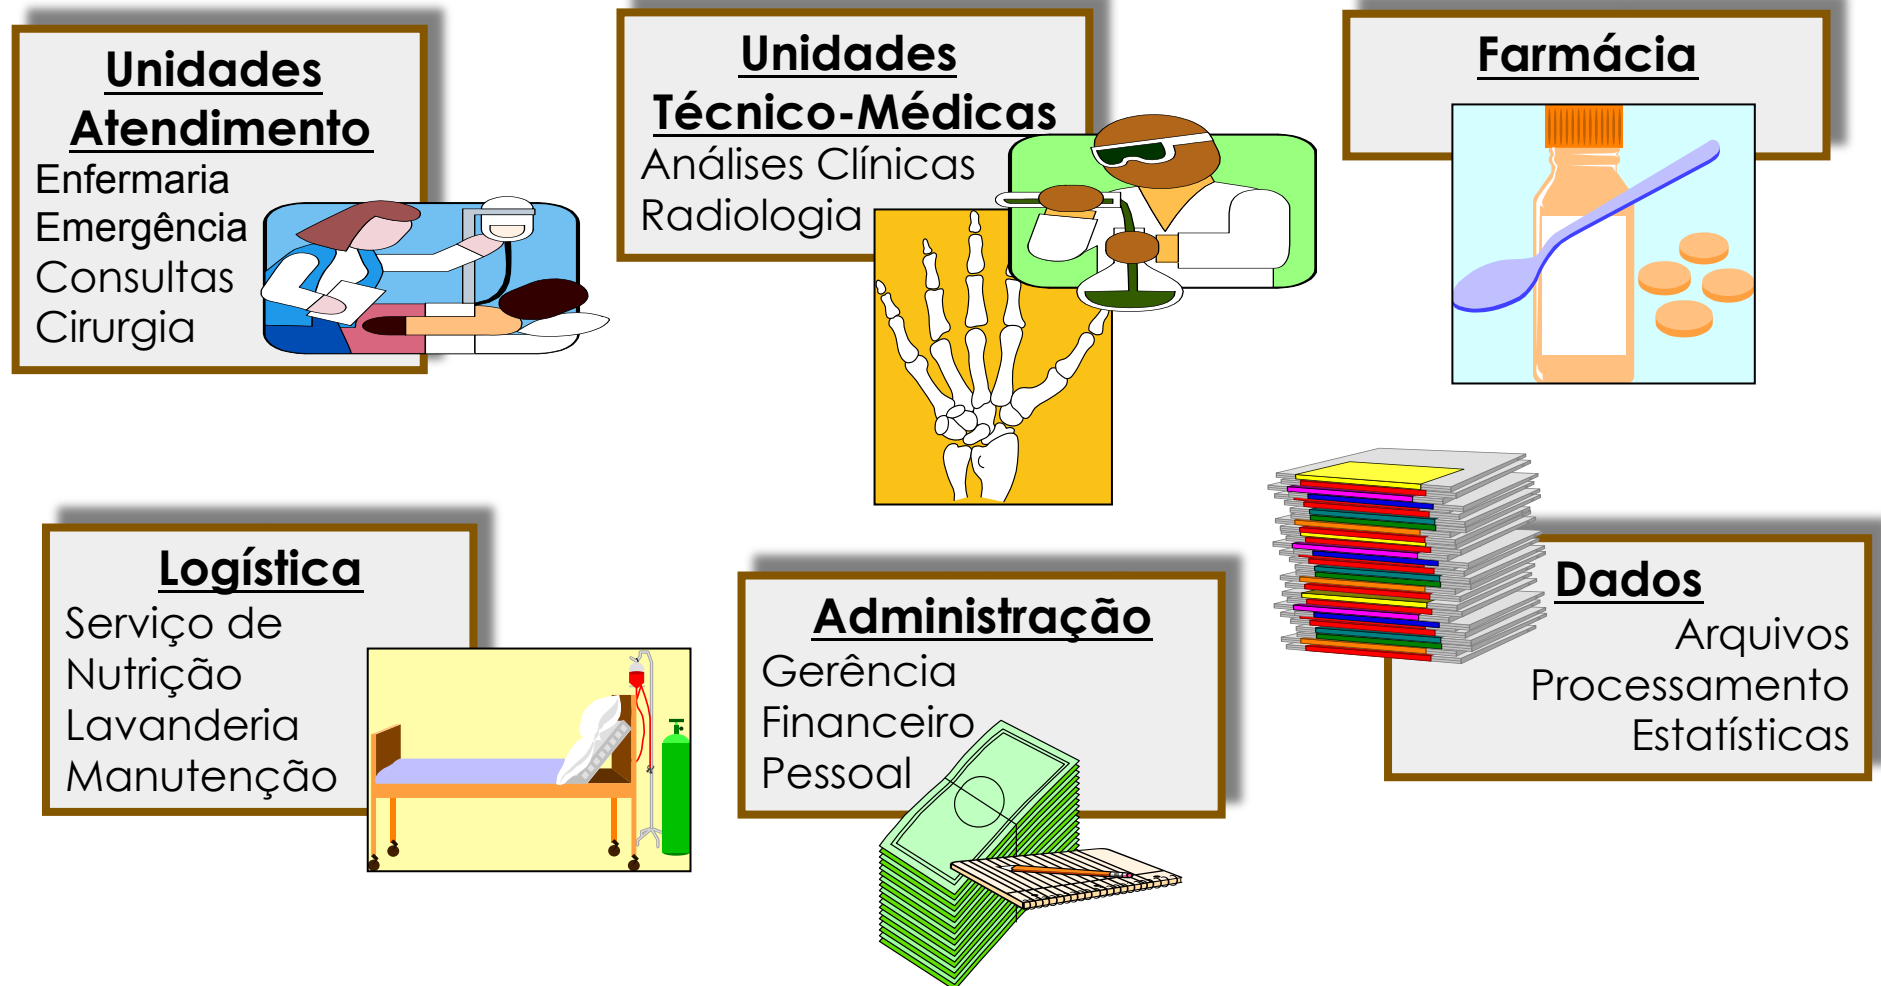 Unidades
Atendimento
Enfermaria
Emergência
Consultas
Cirurgia
Unidades
Técnico-Médicas
Análises Clínicas
Radiologia
Farmácia
Logística
Serviço de
Nutrição
Lavanderia
Manutenção
Administração
Gerência
Financeiro
Pessoal
Dados
Arquivos
Processamento
Estatísticas